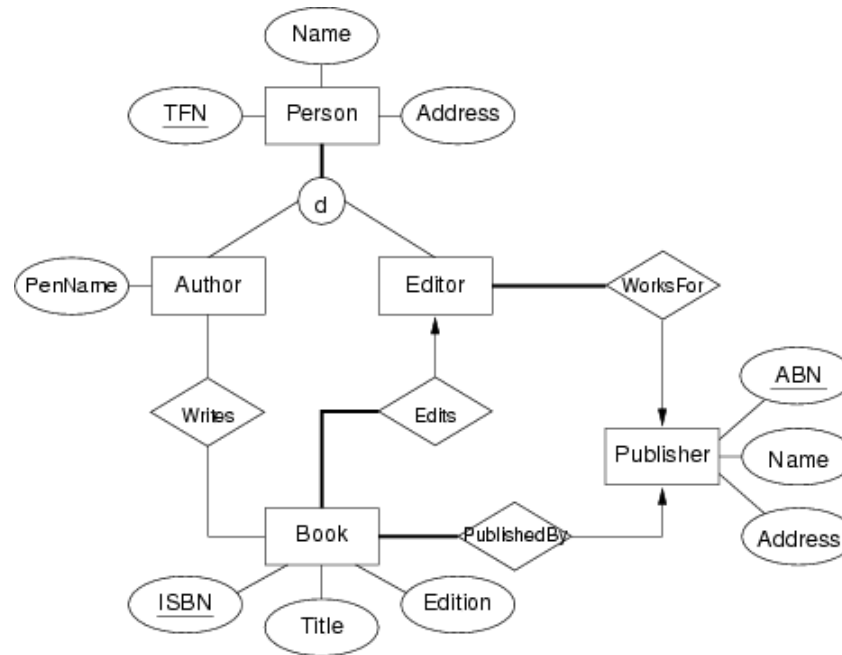 Name
TFN
Person
Address
d
PenName
Author
Editor
WorksFor
ABN
Writes
Edits
Publisher
Name
Book
PublishedBy
Address
ISBN
Title
Edition